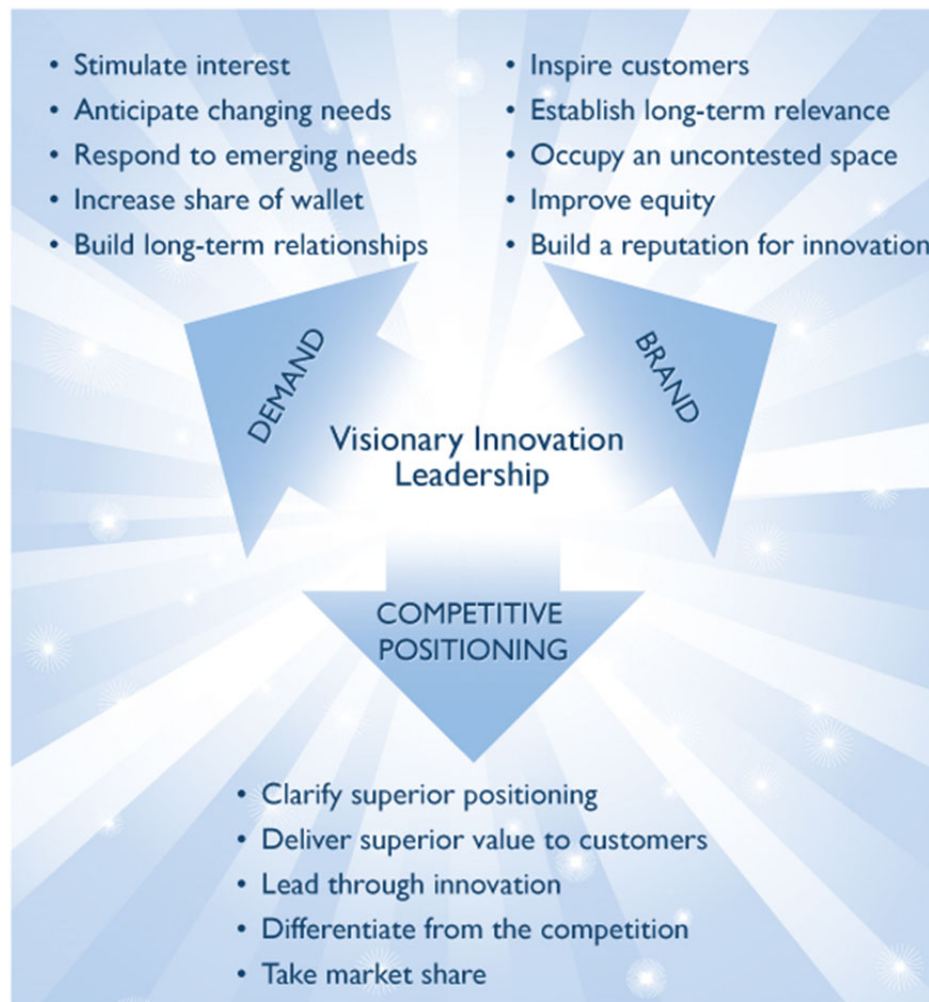 • Stimulate interest
• Anticipate changing needs
• Respond to emerging needs
• Increase share of wallet
• Build long-term relationships
• Inspire customers
• Establish long-term relevance
• Occupy an uncontested space
• Improve equity
• Build a reputation for innovation
DEMAND
BRAND
Visionary Innovation
Leadership
COMPETITIVE
POSITIONING
• Clarify superior positioning
• Deliver superior value to customers
• Lead through innovation
• Differentiate from the competition
• Take market share